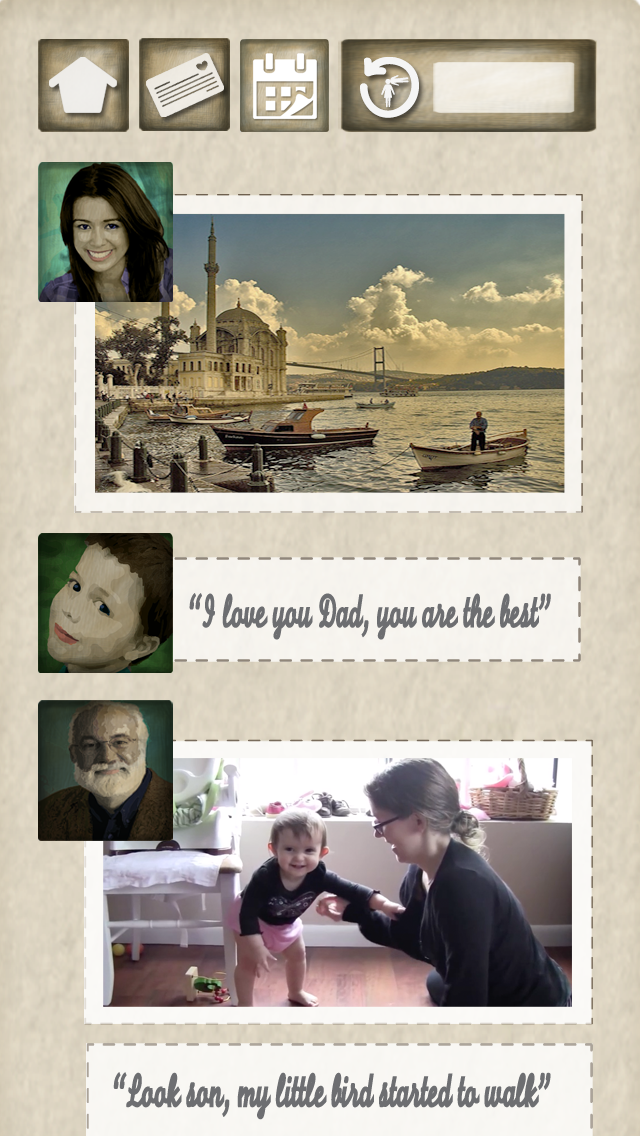 “I love you Dad, you are the best”
“Look son, my little bird started to walk”